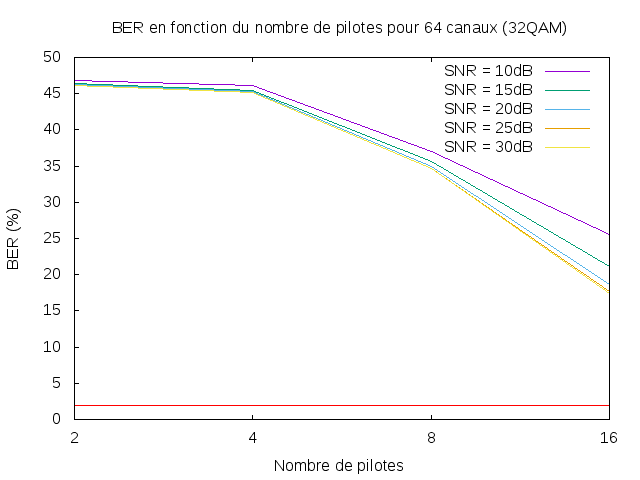 BER en fonction du nombre de pilotes pour 64 canaux (32QAM)
50
45
40
35
30
25
20
15
10
5
0
BER (%)
SNR = 10dB
SNR = 15dB
SNR = 20dB
SNR = 25dB
SNR = 30dB
2 4 8 16
Nombre de pilotes